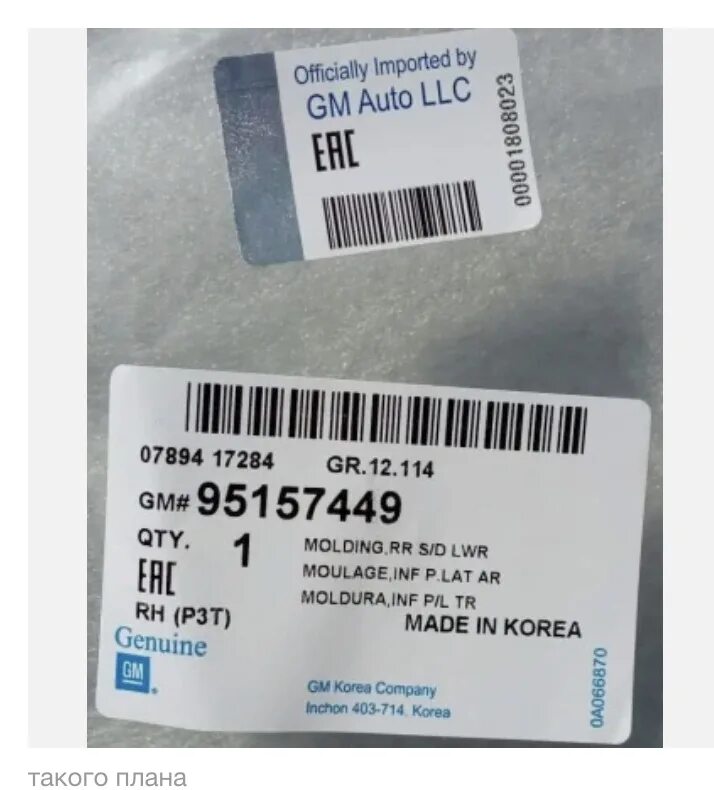 Officially Imported by
GM Auto LLC
EAC
00001808023
07894 17284 GR.12.114
GM# 95157449
QTY. 1
MOLDING,RR S/D LWR
MOULAGE,INF P.LAT AR
MOLDURA,INF P/L TR
EAC
RH (P3T)
MADE IN KOREA
Genuine
GM
GM Korea Company
Inchon 403-714, Korea
0A066870
такого плана